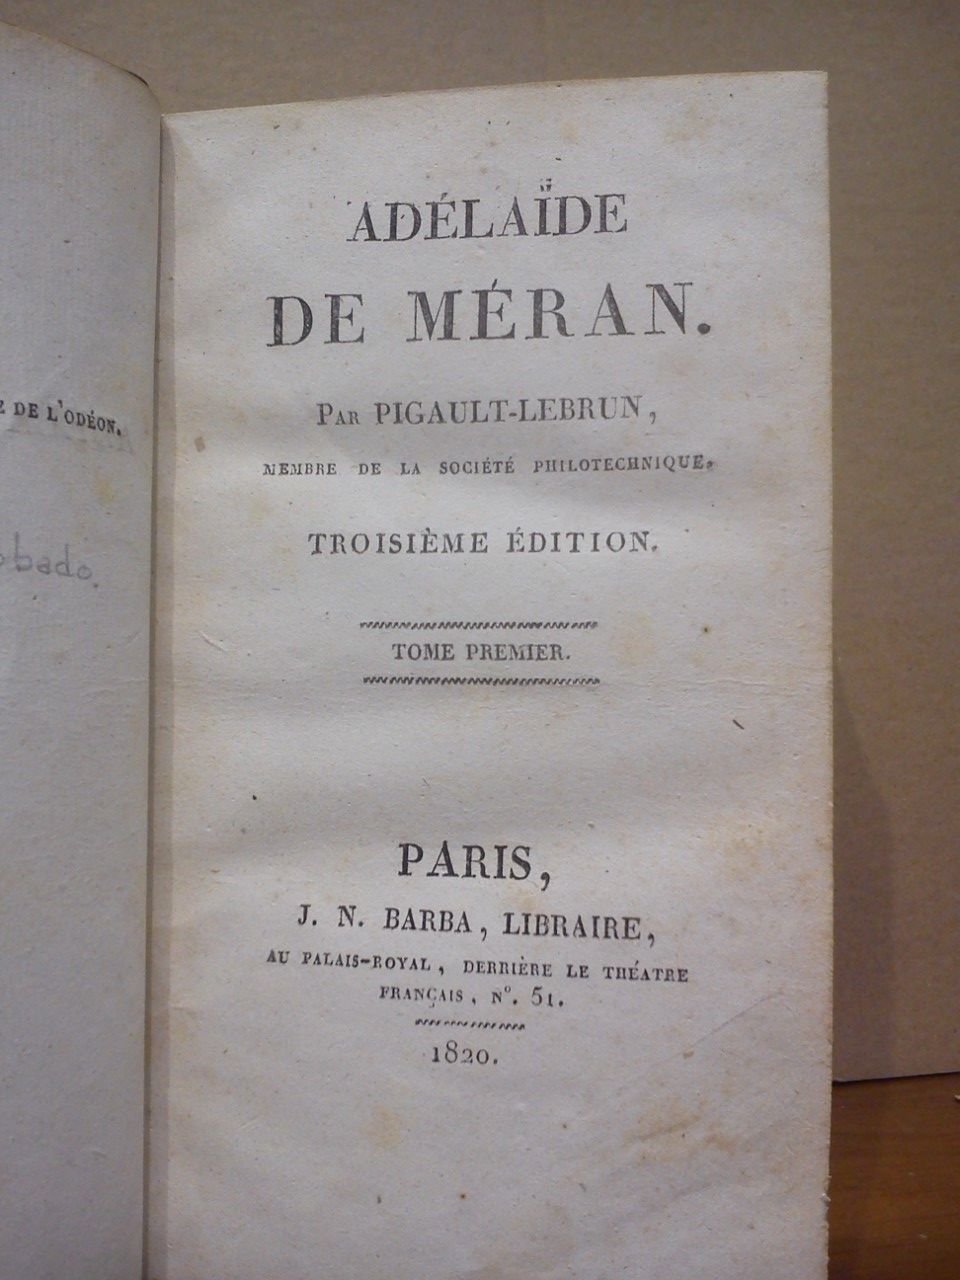 DE L'ODÉON.
ADÉLAÏDE
DE MÉRAN.
PAR PIGAULT-LEBRUN,
MEMBRE DE LA SOCIÉTÉ PHILOTECHNIQUE.
TROISIÈME ÉDITION.
TOME PREMIER.
PARIS,
J. N. BARBA, LIBRAIRE,
AU PALAIS-ROYAL, DERRIÈRE LE THÉATRE
FRANÇAIS, N°. 51.
1820.